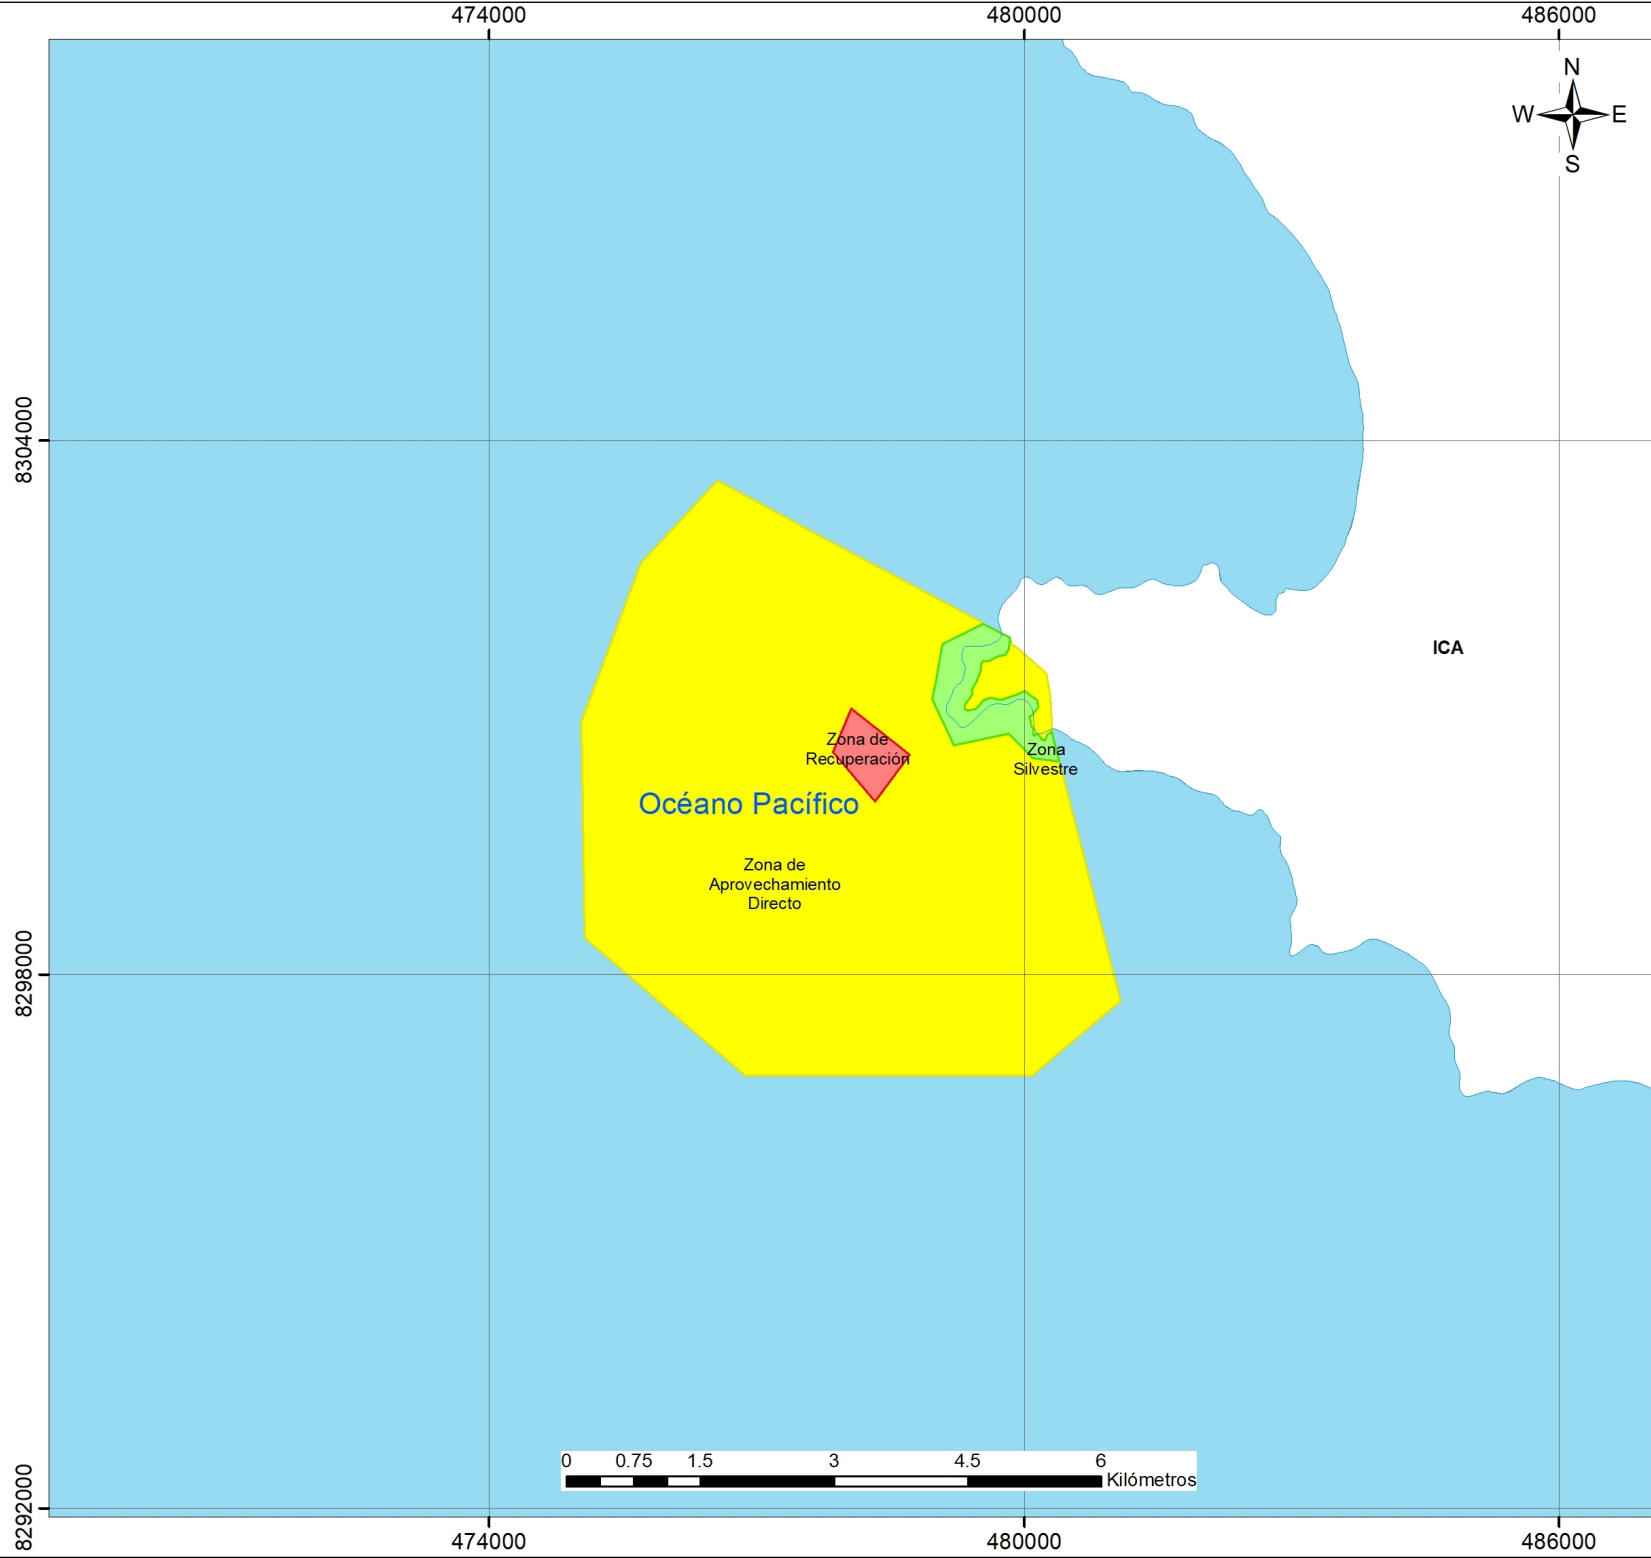 474000
480000
486000
N
W
E
S
8304000
ICA
Zona de
Recuperación
Zona
Silvestre
Océano Pacífico
Zona de
Aprovechamiento
Directo
8298000
0
0.75
1.5
3
4.5
6
Kilómetros
8292000
474000
480000
486000